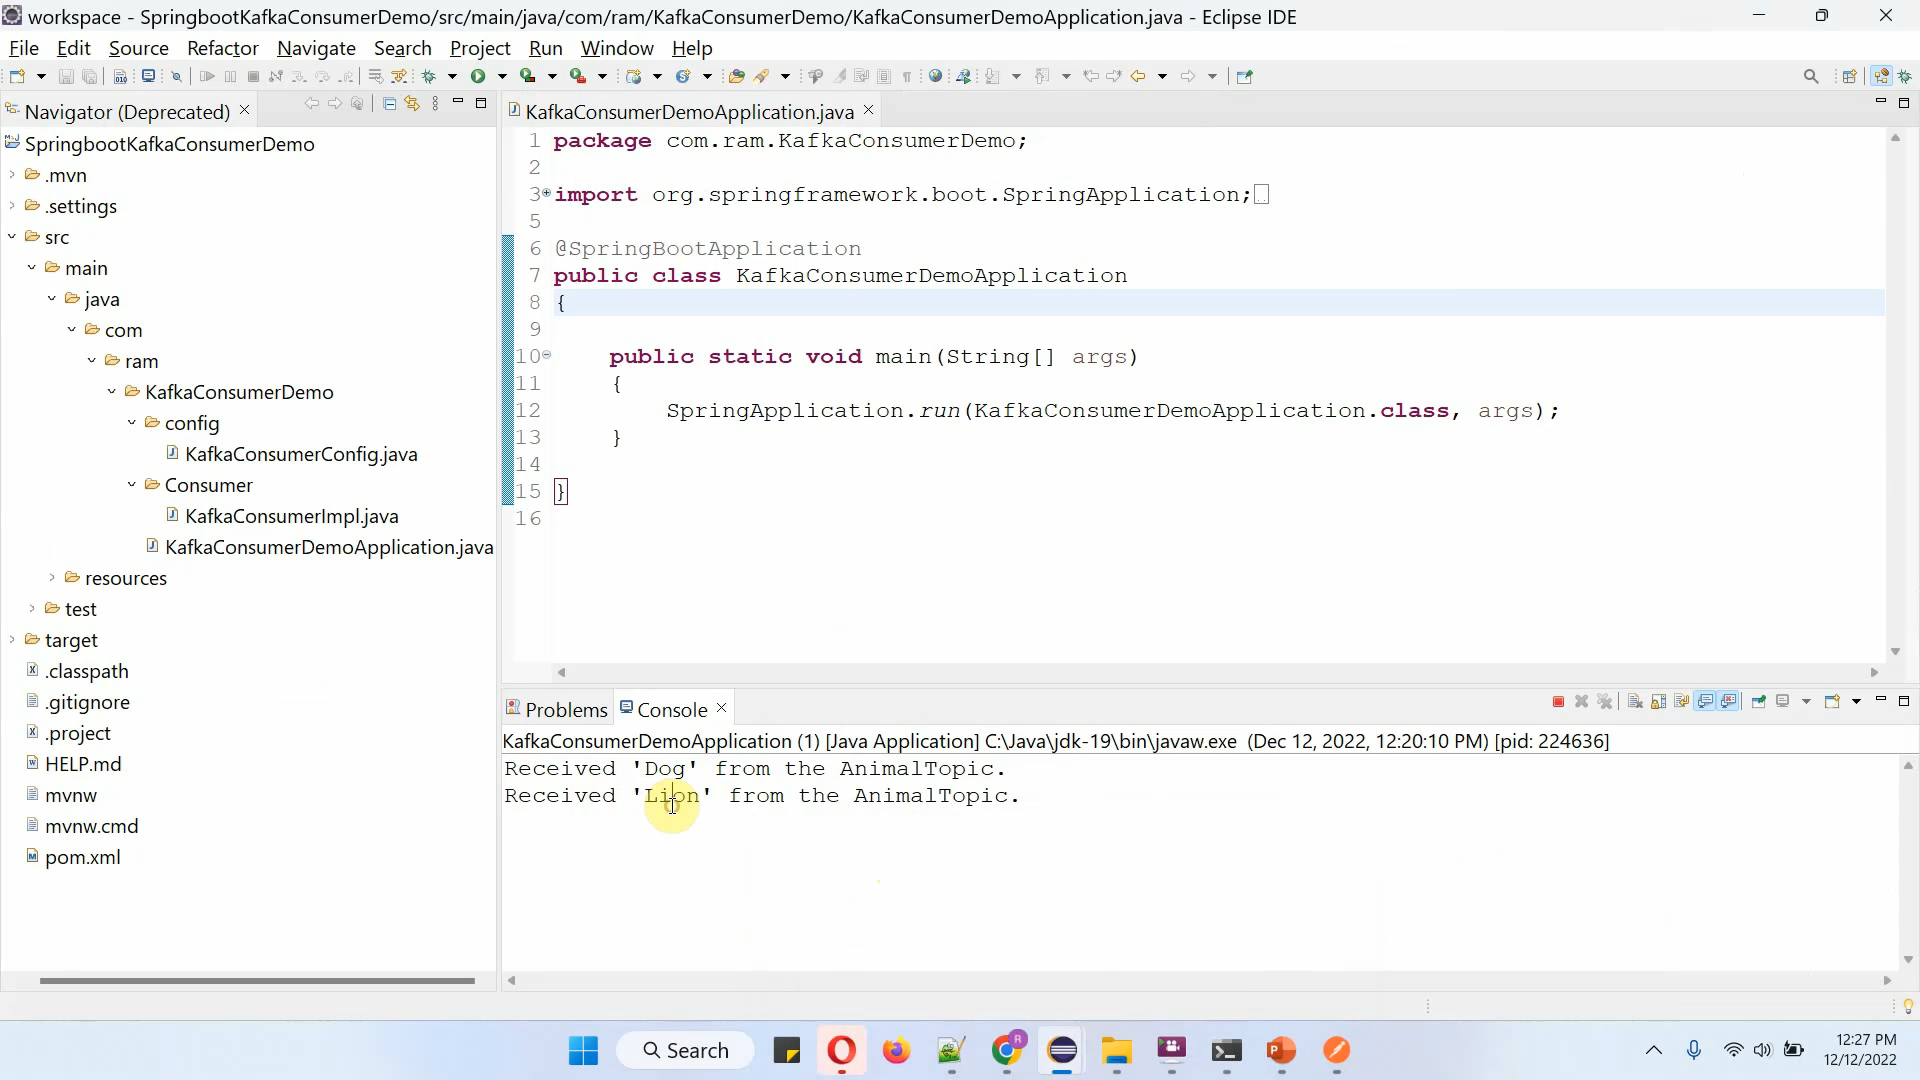 workspace - SpringbootKafkaConsumerDemo/src/main/java/com/ram/KafkaConsumerDemo/KafkaConsumerDemoApplication.java - Eclipse IDE
File Edit Source Refactor Navigate Search Project Run Window Help
Navigator (Deprecated)
SpringbootKafkaConsumerDemo
.mvn
.settings
src
main
java
com
ram
KafkaConsumerDemo
config
KafkaConsumerConfig.java
Consumer
KafkaConsumerImpl.java
KafkaConsumerDemoApplication.java
resources
test
target
.classpath
.gitignore
.project
HELP.md
mvnw
mvnw.cmd
pom.xml
KafkaConsumerDemoApplication.java
1 package com.ram.KafkaConsumerDemo;
2
3 import org.springframework.boot.SpringApplication;
5
6 @SpringBootApplication
7 public class KafkaConsumerDemoApplication
8 {
9
10 public static void main(String[] args)
11 {
12 SpringApplication.run(KafkaConsumerDemoApplication.class, args);
13 }
14
15 }
16
Problems Console
KafkaConsumerDemoApplication (1) [Java Application] C:\Java\jdk-19\bin\javaw.exe (Dec 12, 2022, 12:20:10 PM) [pid: 224636]
Received 'Dog' from the AnimalTopic.
Received 'Lion' from the AnimalTopic.
Search
12:27 PM
12/12/2022